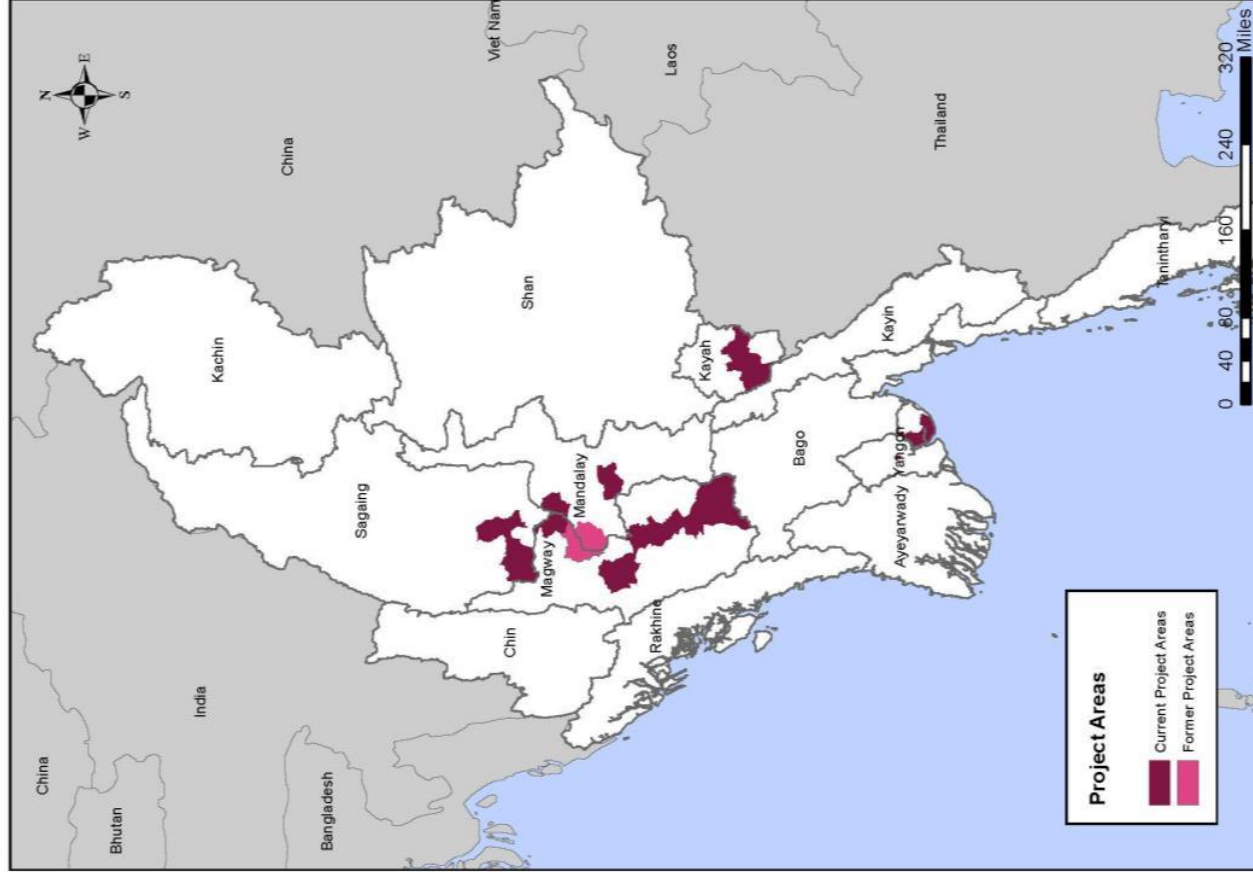 N
W E
S
China
Viet Nam
China
Bhutan
India
Laos
Kachin
Bangladesh
Sagaing
Shan
Chin
Magway
Mandalay
Thailand
Rakhine
Kayah
Bago
Kayin
Ayeyarwady
Yangon
Tanintharyi
Project Areas
Current Project Areas
Former Project Areas
0 40 80 160 240 320
Miles